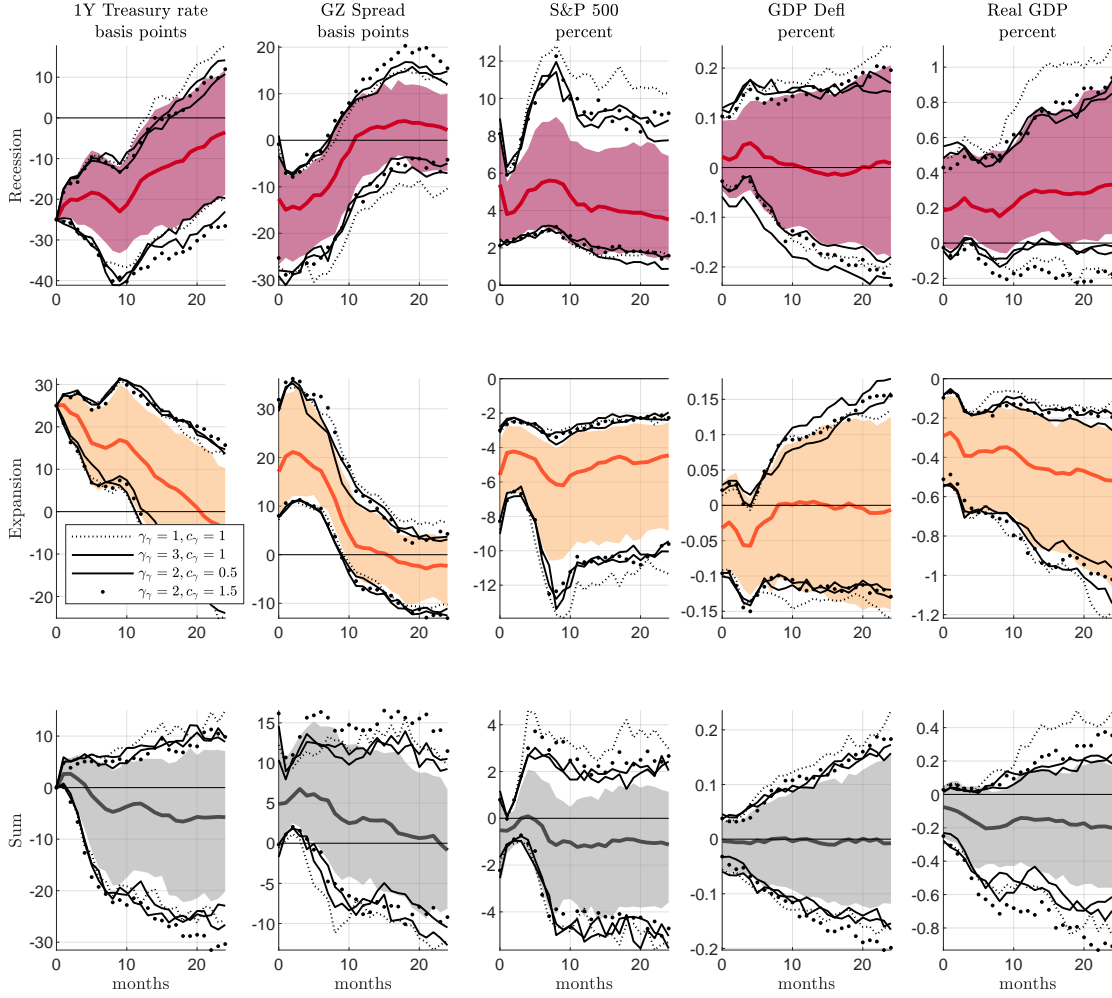 1Y Treasury rate
basis points
GZ Spread
basis points
S&P 500
percent
GDP Defl
percent
Real GDP
percent
Recession
10
0
-10
-20
-30
-40
0 10 20
20
10
0
-10
-20
-30
0 10 20
12
10
8
6
4
2
0
0 10 20
0.2
0.1
0
-0.1
-0.2
0 10 20
1
0.8
0.6
0.4
0.2
0
-0.2
0 10 20
Expansion
30
20
10
0
-10
-20
0 10 20
γγ = 1, cγ = 1
γγ = 3, cγ = 1
γγ = 2, cγ = 0.5
γγ = 2, cγ = 1.5
30
20
10
0
-10
0 10 20
0
-2
-4
-6
-8
-10
-12
0 10 20
0.15
0.1
0.05
0
-0.05
-0.1
-0.15
0 10 20
0
-0.2
-0.4
-0.6
-0.8
-1
-1.2
0 10 20
Sum
10
0
-10
-20
-30
0 10 20
months
15
10
5
0
-5
-10
0 10 20
months
4
2
0
-2
-4
0 10 20
months
0.2
0.1
0
-0.1
-0.2
0 10 20
months
0.4
0.2
0
-0.2
-0.4
-0.6
-0.8
0 10 20
months